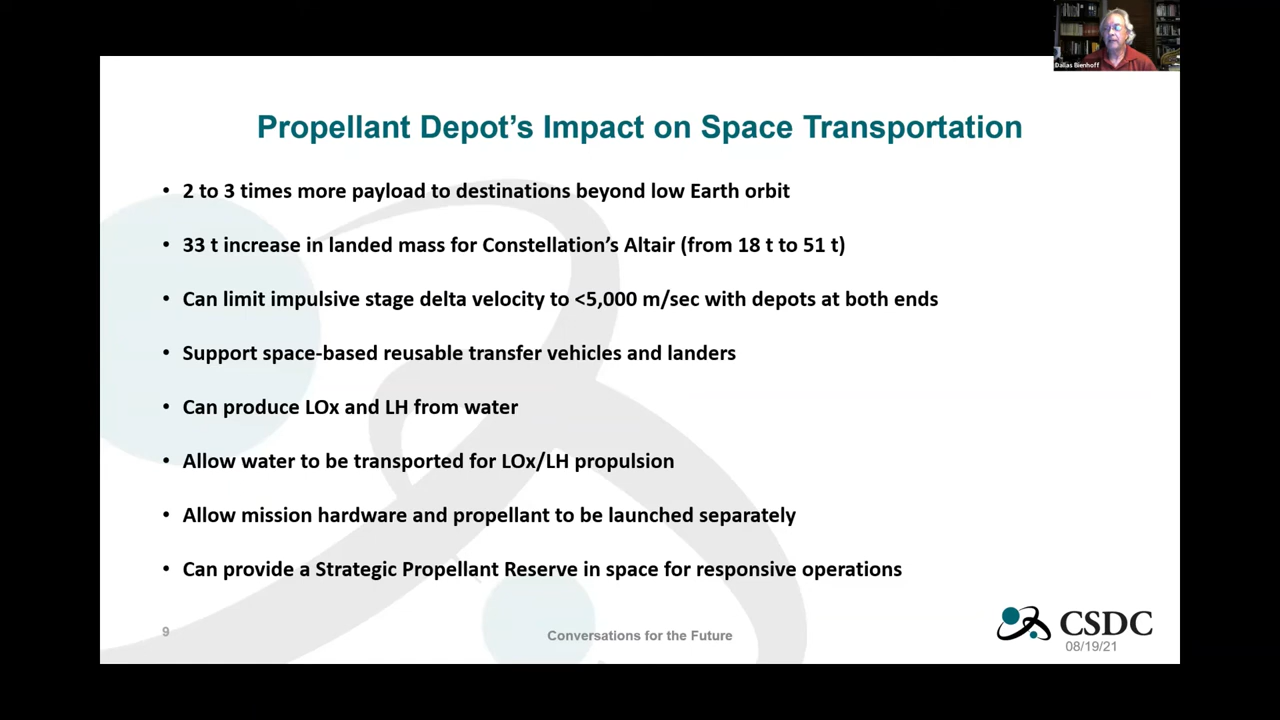 Dallas Bienhoff
Propellant Depot's Impact on Space Transportation
• 2 to 3 times more payload to destinations beyond low Earth orbit
• 33 t increase in landed mass for Constellation's Altair (from 18 t to 51 t)
• Can limit impulsive stage delta velocity to <5,000 m/sec with depots at both ends
• Support space-based reusable transfer vehicles and landers
• Can produce LOx and LH from water
• Allow water to be transported for LOx/LH propulsion
• Allow mission hardware and propellant to be launched separately
• Can provide a Strategic Propellant Reserve in space for responsive operations
9
Conversations for the Future
CSDC
08/19/21